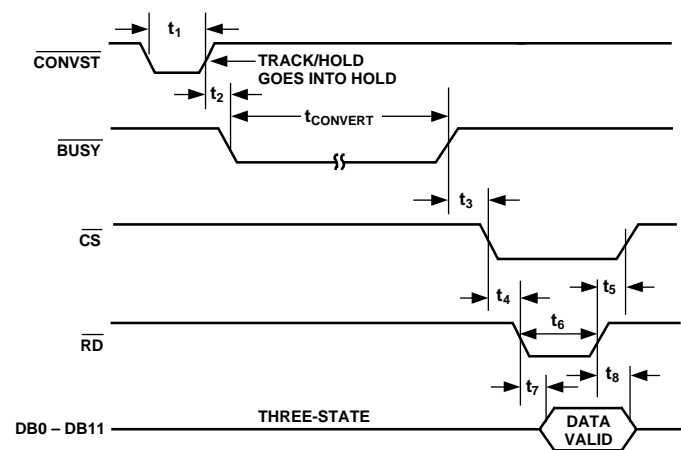 t1
CONVST
TRACK/HOLD
GOES INTO HOLD
t2
tCONVERT
BUSY
t3
CS
t4
t5
t6
RD
t7
t8
THREE-STATE
DB0 – DB11
DATA
VALID